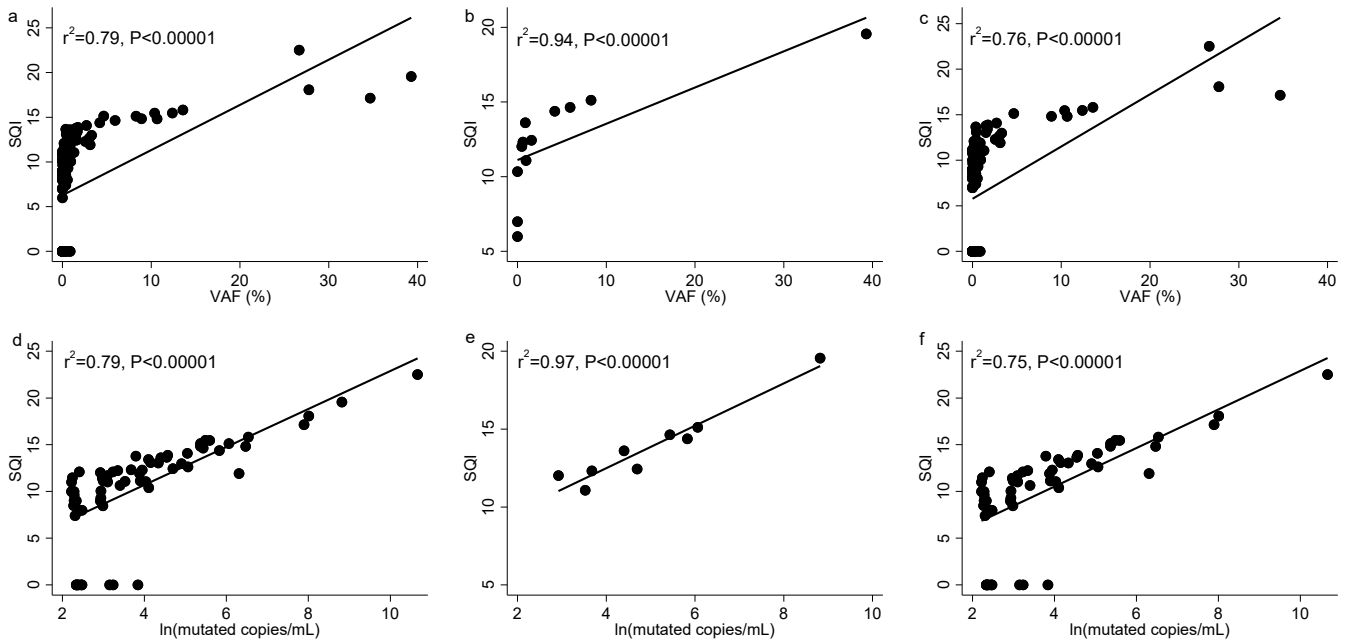 a
r²=0.79, P<0.00001
SQI
0 5 10 15 20 25
0 10 20 30 40
VAF (%)
b
r²=0.94, P<0.00001
SQI
5 10 15 20
0 10 20 30 40
VAF (%)
c
r²=0.76, P<0.00001
SQI
0 5 10 15 20 25
0 10 20 30 40
VAF (%)
d
r²=0.79, P<0.00001
SQI
0 5 10 15 20 25
2 4 6 8 10
ln(mutated copies/mL)
e
r²=0.97, P<0.00001
SQI
5 10 15 20
2 4 6 8 10
ln(mutated copies/mL)
f
r²=0.75, P<0.00001
SQI
0 5 10 15 20 25
2 4 6 8 10
ln(mutated copies/mL)